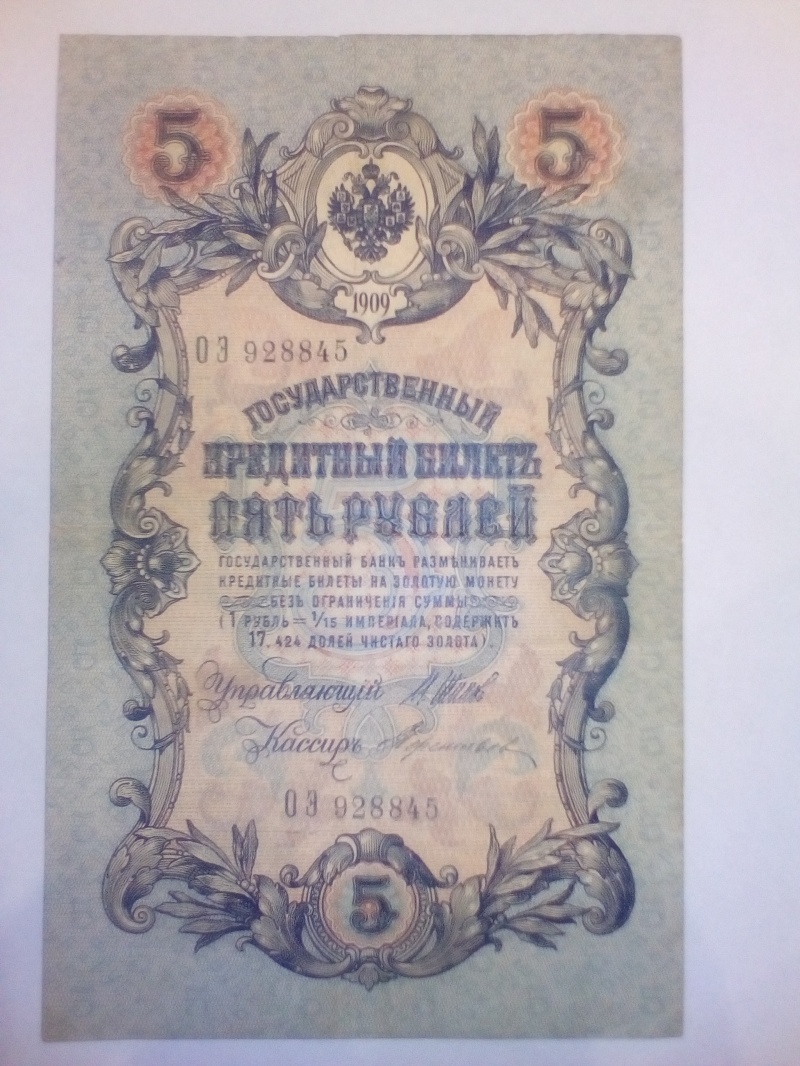 5 5
1909
ОЭ 928845
ГОСУДАРСТВЕННЫЙ
КРЕДИТНЫЙ БИЛЕТЪ
ПЯТЬ РУБЛЕЙ
ГОСУДАРСТВЕННЫЙ БАНКЪ РАЗМѢНИВАЕТЪ
КРЕДИТНЫЕ БИЛЕТЫ НА ЗОЛОТУЮ МОНЕТУ
БЕЗЪ ОГРАНИЧЕНІЯ СУММЫ
(1 РУБЛЬ = 1/15 ИМПЕРІАЛА, СОДЕРЖИТЪ
17,424 ДОЛЕЙ ЧИСТАГО ЗОЛОТА).
Управляющій
Кассиръ
ОЭ 928845
5